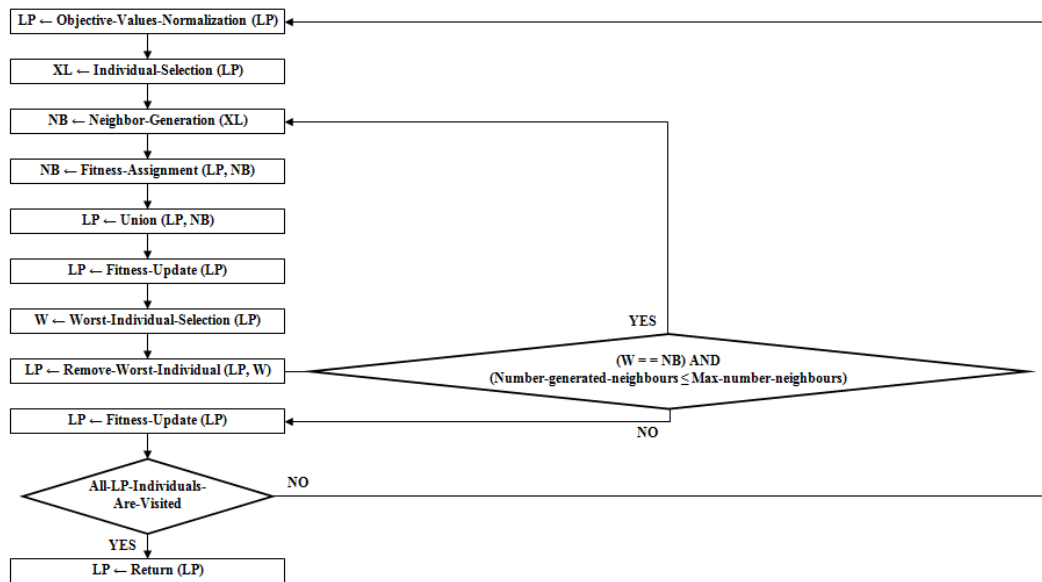 LP ← Objective-Values-Normalization (LP)
XL ← Individual-Selection (LP)
NB ← Neighbor-Generation (XL)
NB ← Fitness-Assignment (LP, NB)
LP ← Union (LP, NB)
LP ← Fitness-Update (LP)
W ← Worst-Individual-Selection (LP)
YES
LP ← Remove-Worst-Individual (LP, W)
(W = = NB) AND
(Number-generated-neighbours ≤ Max-number-neighbours)
LP ← Fitness-Update (LP)
NO
All-LP-Individuals-
Are-Visited
NO
YES
LP ← Return (LP)